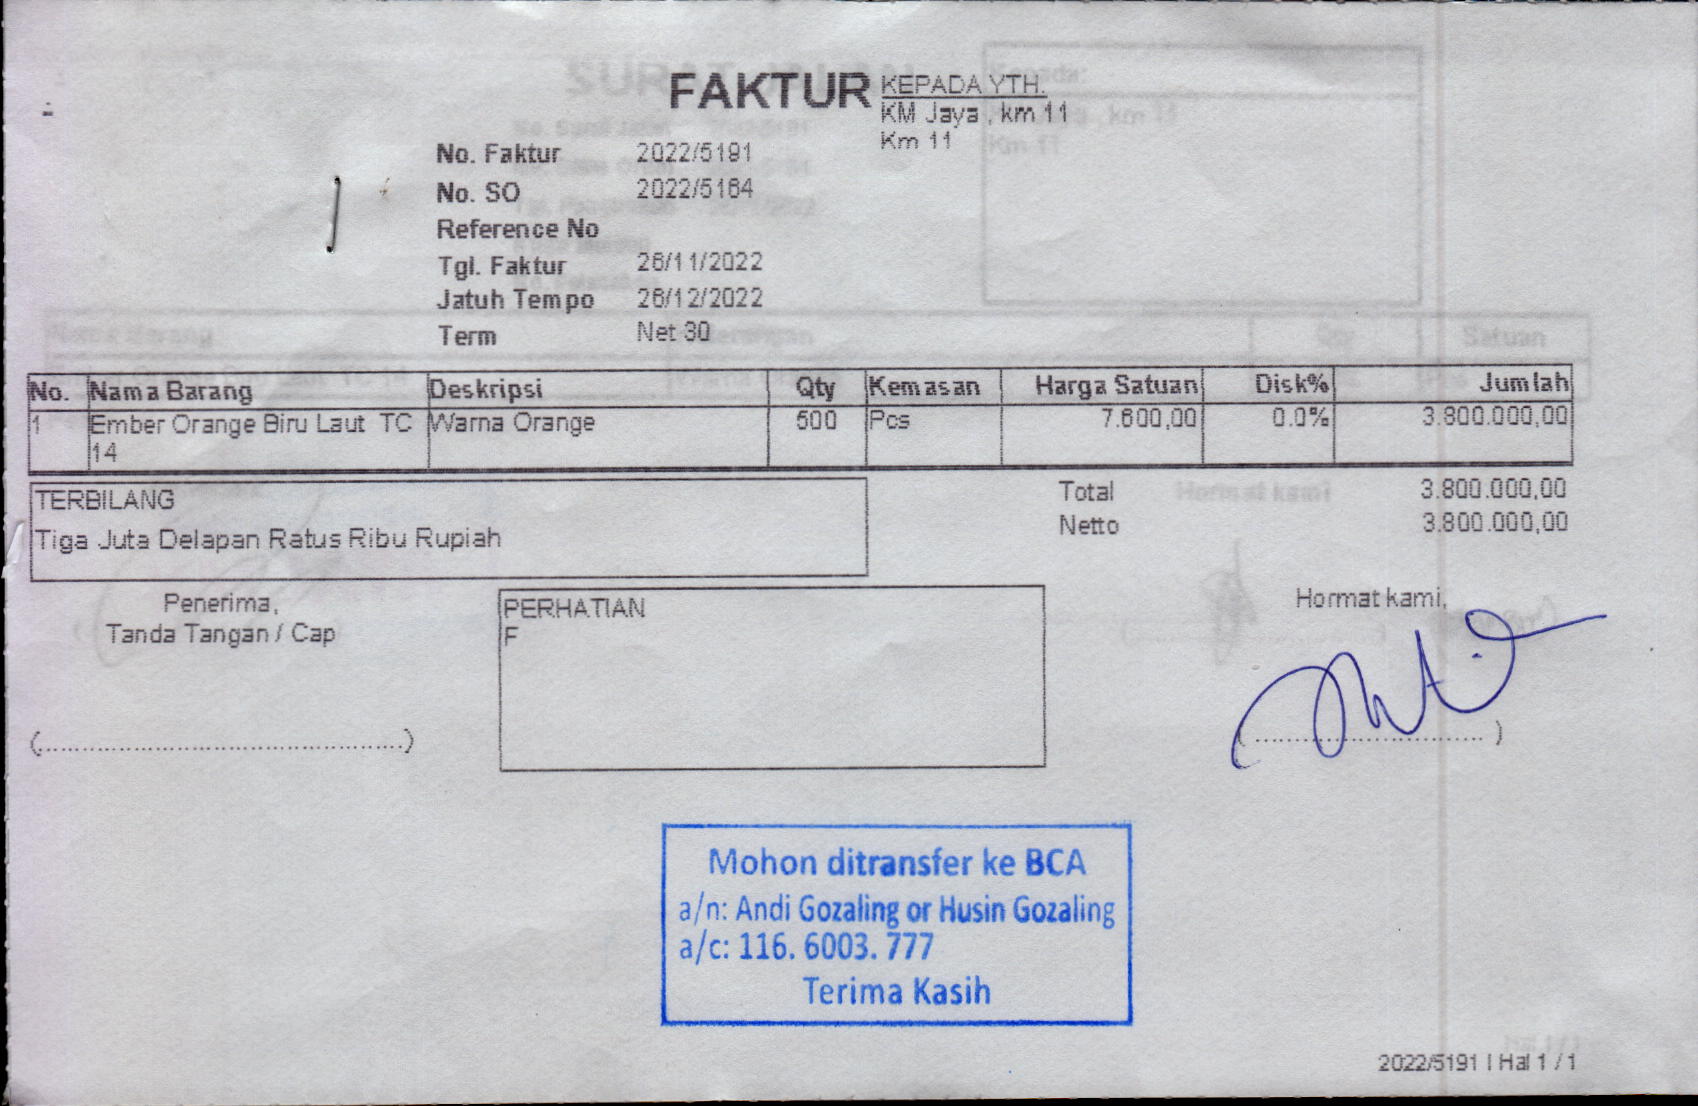 FAKTUR
KEPADA YTH.
KM Jaya , km 11
Km 11
No. Faktur 2022/5191
No. SO 2022/5164
Reference No
Tgl. Faktur 26/11/2022
Jatuh Tempo 26/12/2022
Term Net 30
No. Nama Barang Deskripsi Qty Kemasan Harga Satuan Disk% Jumlah
1 Ember Orange Biru Laut TC 14 Warna Orange 500 Pcs 7.600,00 0.0% 3.800.000,00
TERBILANG
Tiga Juta Delapan Ratus Ribu Rupiah
Total 3.800.000,00
Netto 3.800.000,00
Penerima,
Tanda Tangan / Cap
(................................................)
PERHATIAN
F
Hormat kami,
(................................)
Mohon ditransfer ke BCA
a/n: Andi Gozaling or Husin Gozaling
a/c: 116. 6003. 777
Terima Kasih
2022/5191 | Hal 1 / 1